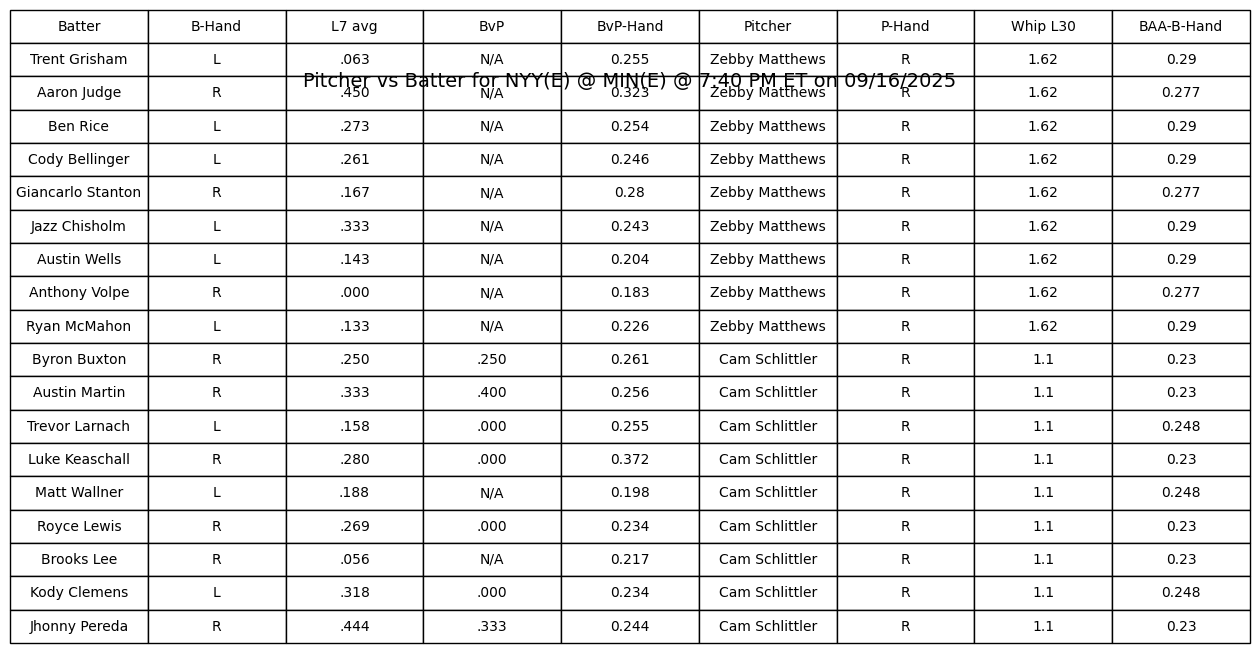 Batter B-Hand L7 avg BvP BvP-Hand Pitcher P-Hand Whip L30 BAA-B-Hand
Trent Grisham L .063 N/A 0.255 Zebby Matthews R 1.62 0.29
Pitcher vs Batter for NYY(E) @ MIN(E) @ 7:40 PM ET on 09/16/2025
Aaron Judge R .450 N/A 0.323 Zebby Matthews R 1.62 0.277
Ben Rice L .273 N/A 0.254 Zebby Matthews R 1.62 0.29
Cody Bellinger L .261 N/A 0.246 Zebby Matthews R 1.62 0.29
Giancarlo Stanton R .167 N/A 0.28 Zebby Matthews R 1.62 0.277
Jazz Chisholm L .333 N/A 0.243 Zebby Matthews R 1.62 0.29
Austin Wells L .143 N/A 0.204 Zebby Matthews R 1.62 0.29
Anthony Volpe R .000 N/A 0.183 Zebby Matthews R 1.62 0.277
Ryan McMahon L .133 N/A 0.226 Zebby Matthews R 1.62 0.29
Byron Buxton R .250 .250 0.261 Cam Schlittler R 1.1 0.23
Austin Martin R .333 .400 0.256 Cam Schlittler R 1.1 0.23
Trevor Larnach L .158 .000 0.255 Cam Schlittler R 1.1 0.248
Luke Keaschall R .280 .000 0.372 Cam Schlittler R 1.1 0.23
Matt Wallner L .188 N/A 0.198 Cam Schlittler R 1.1 0.248
Royce Lewis R .269 .000 0.234 Cam Schlittler R 1.1 0.23
Brooks Lee R .056 N/A 0.217 Cam Schlittler R 1.1 0.23
Kody Clemens L .318 .000 0.234 Cam Schlittler R 1.1 0.248
Jhonny Pereda R .444 .333 0.244 Cam Schlittler R 1.1 0.23